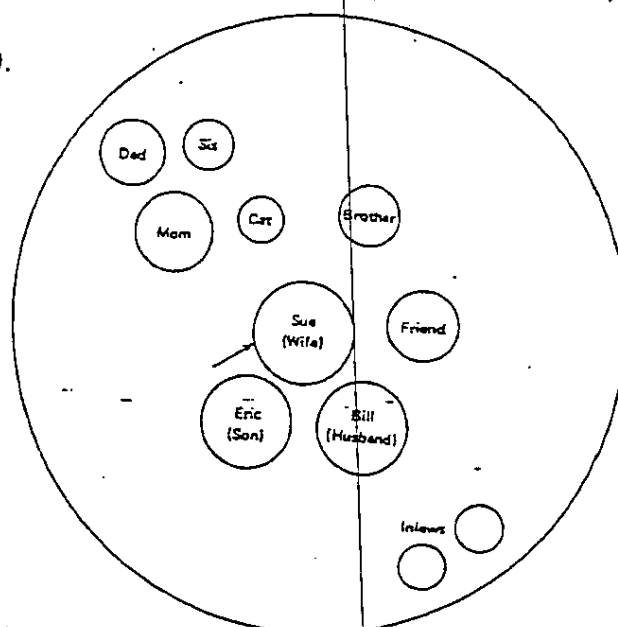 Dad
Sis
Mom
Cat
Brother
Sue
(Wife)
Friend
Eric
(Son)
Bill
(Husband)
Inlaws